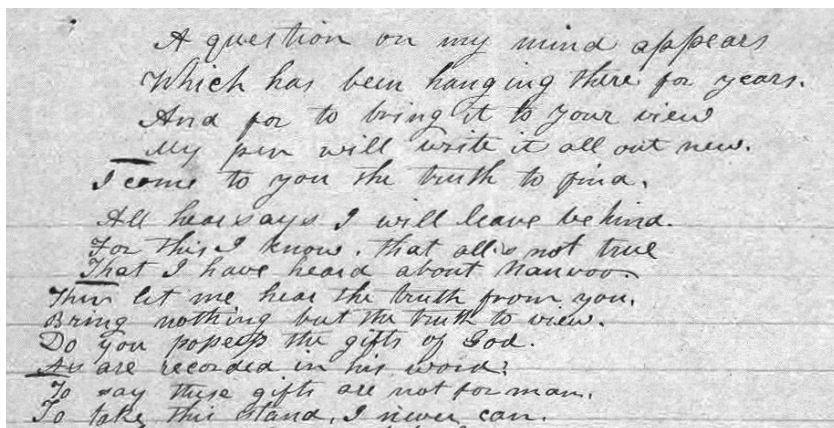 A question on my mind appears
Which has been hanging there for years.
And for to bring it to your view
My pen will write it all out new.
I come to you the truth to find.
All hearsays I will leave behind.
For this I know. that all is not true
That I have heard about Nauvoo.
Then let me hear the truth from you.
Bring nothing but the truth to view.
Do you possess the gifts of God.
As are recorded in his word?
To say these gifts are not for man.
To take this stand, I never can.